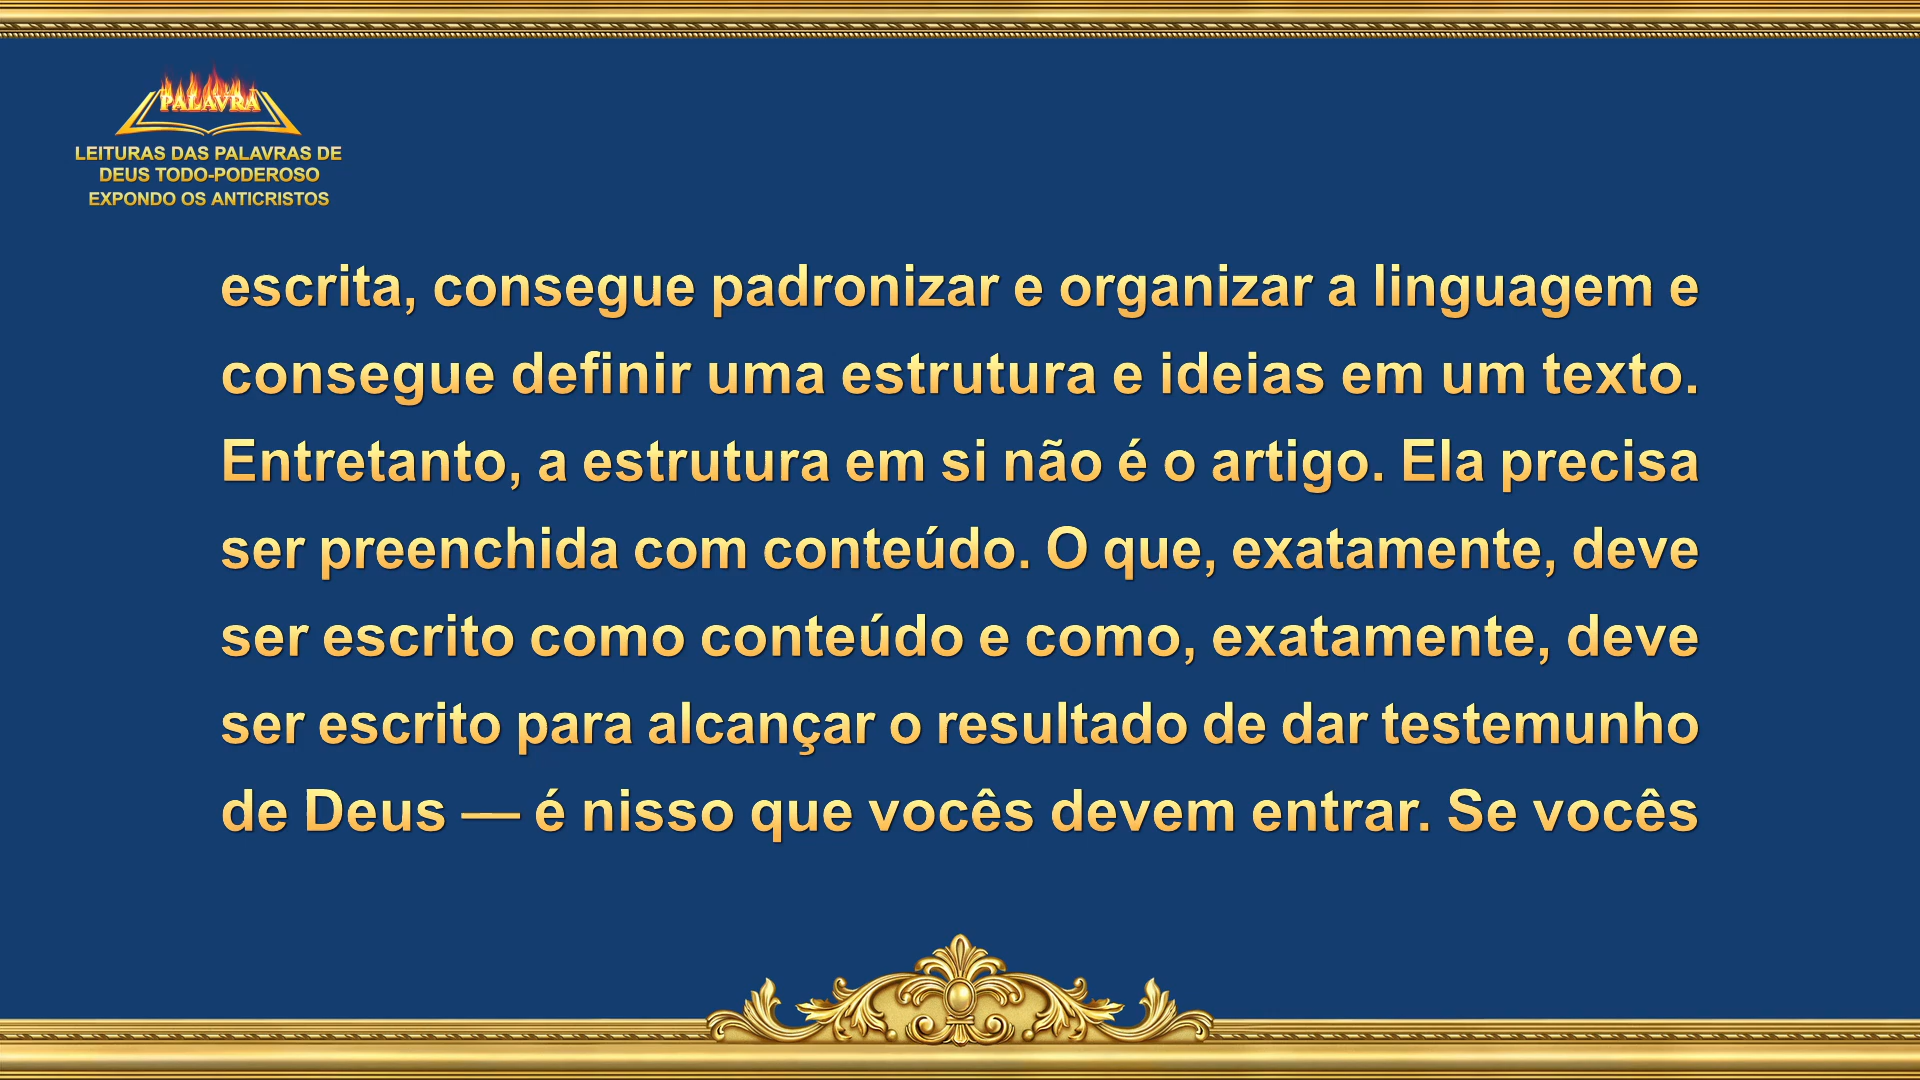 PALAVRA
LEITURAS DAS PALAVRAS DE
DEUS TODO-PODEROSO
EXPONDO OS ANTICRISTOS
escrita, consegue padronizar e organizar a linguagem e
consegue definir uma estrutura e ideias em um texto.
Entretanto, a estrutura em si não é o artigo. Ela precisa
ser preenchida com conteúdo. O que, exatamente, deve
ser escrito como conteúdo e como, exatamente, deve
ser escrito para alcançar o resultado de dar testemunho
de Deus — é nisso que vocês devem entrar. Se vocês